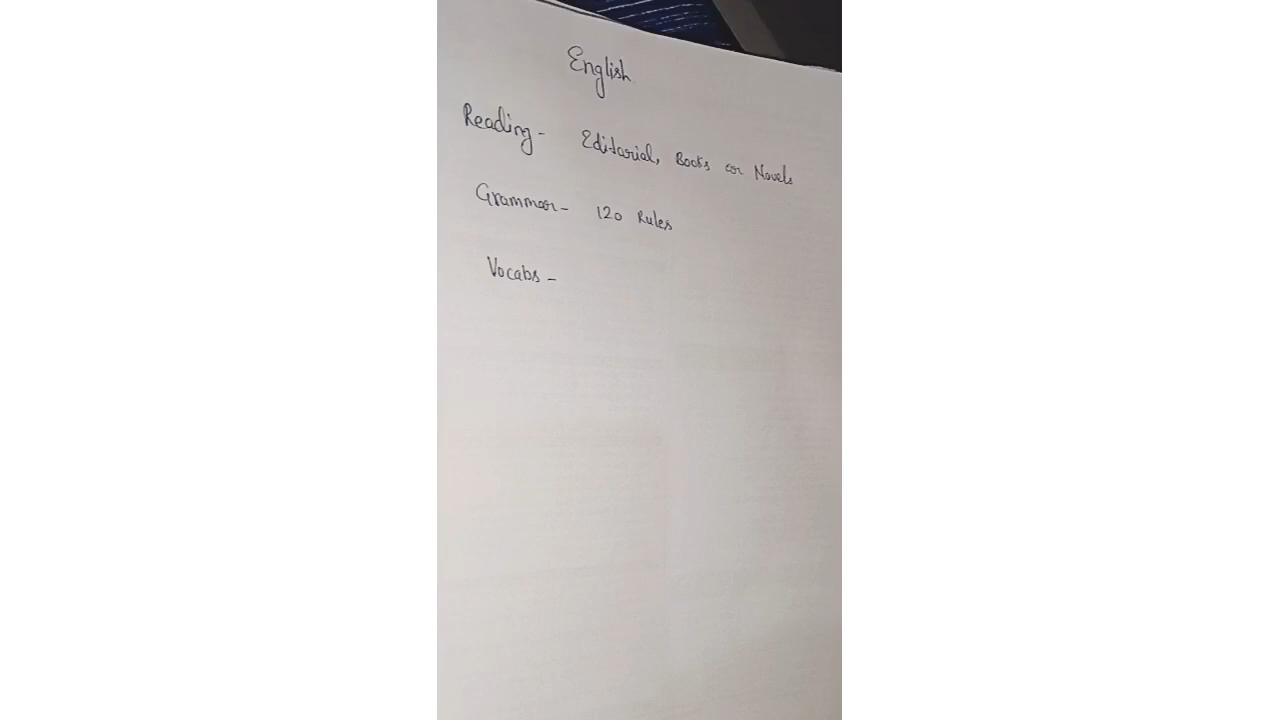 English
Reading - Editorial, Books or Novels
Grammar - 120 Rules
Vocabs -